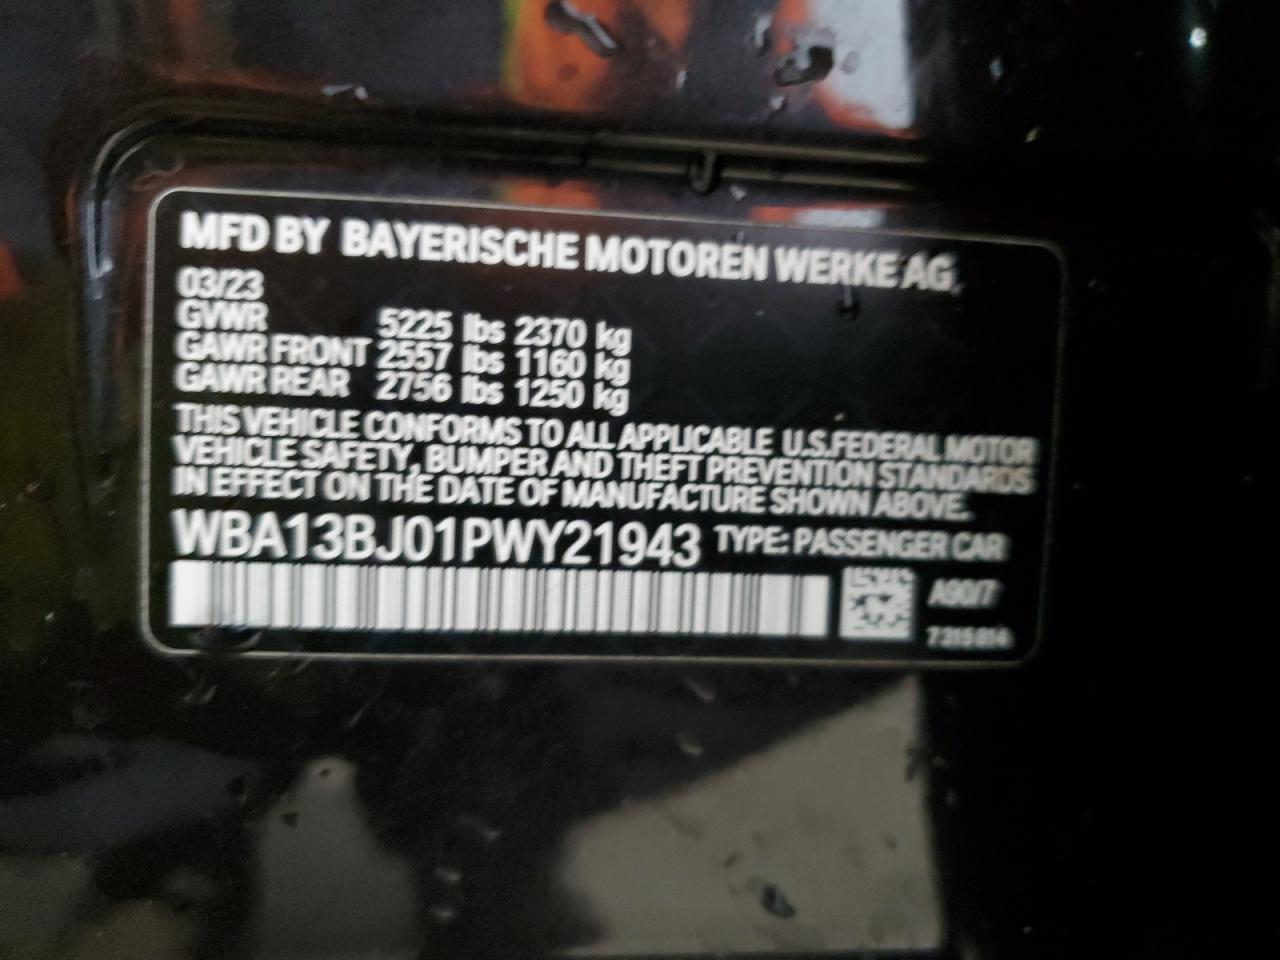 MFD BY BAYERISCHE MOTOREN WERKE AG.
03/23
GVWR 5225 lbs 2370 kg
GAWR FRONT 2557 lbs 1160 kg
GAWR REAR 2756 lbs 1250 kg
THIS VEHICLE CONFORMS TO ALL APPLICABLE U.S.FEDERAL MOTOR
VEHICLE SAFETY, BUMPER AND THEFT PREVENTION STANDARDS
IN EFFECT ON THE DATE OF MANUFACTURE SHOWN ABOVE.
WBA13BJ01PWY21943 TYPE: PASSENGER CAR
A90/7
7315814